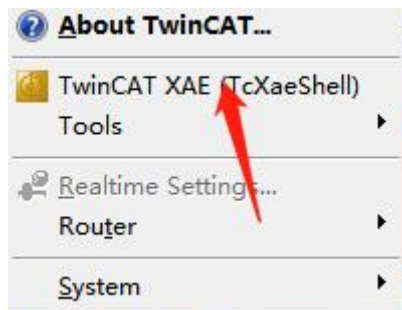 About TwinCAT...
TwinCAT XAE (TcXaeShell)
Tools
Realtime Settings...
Router
System